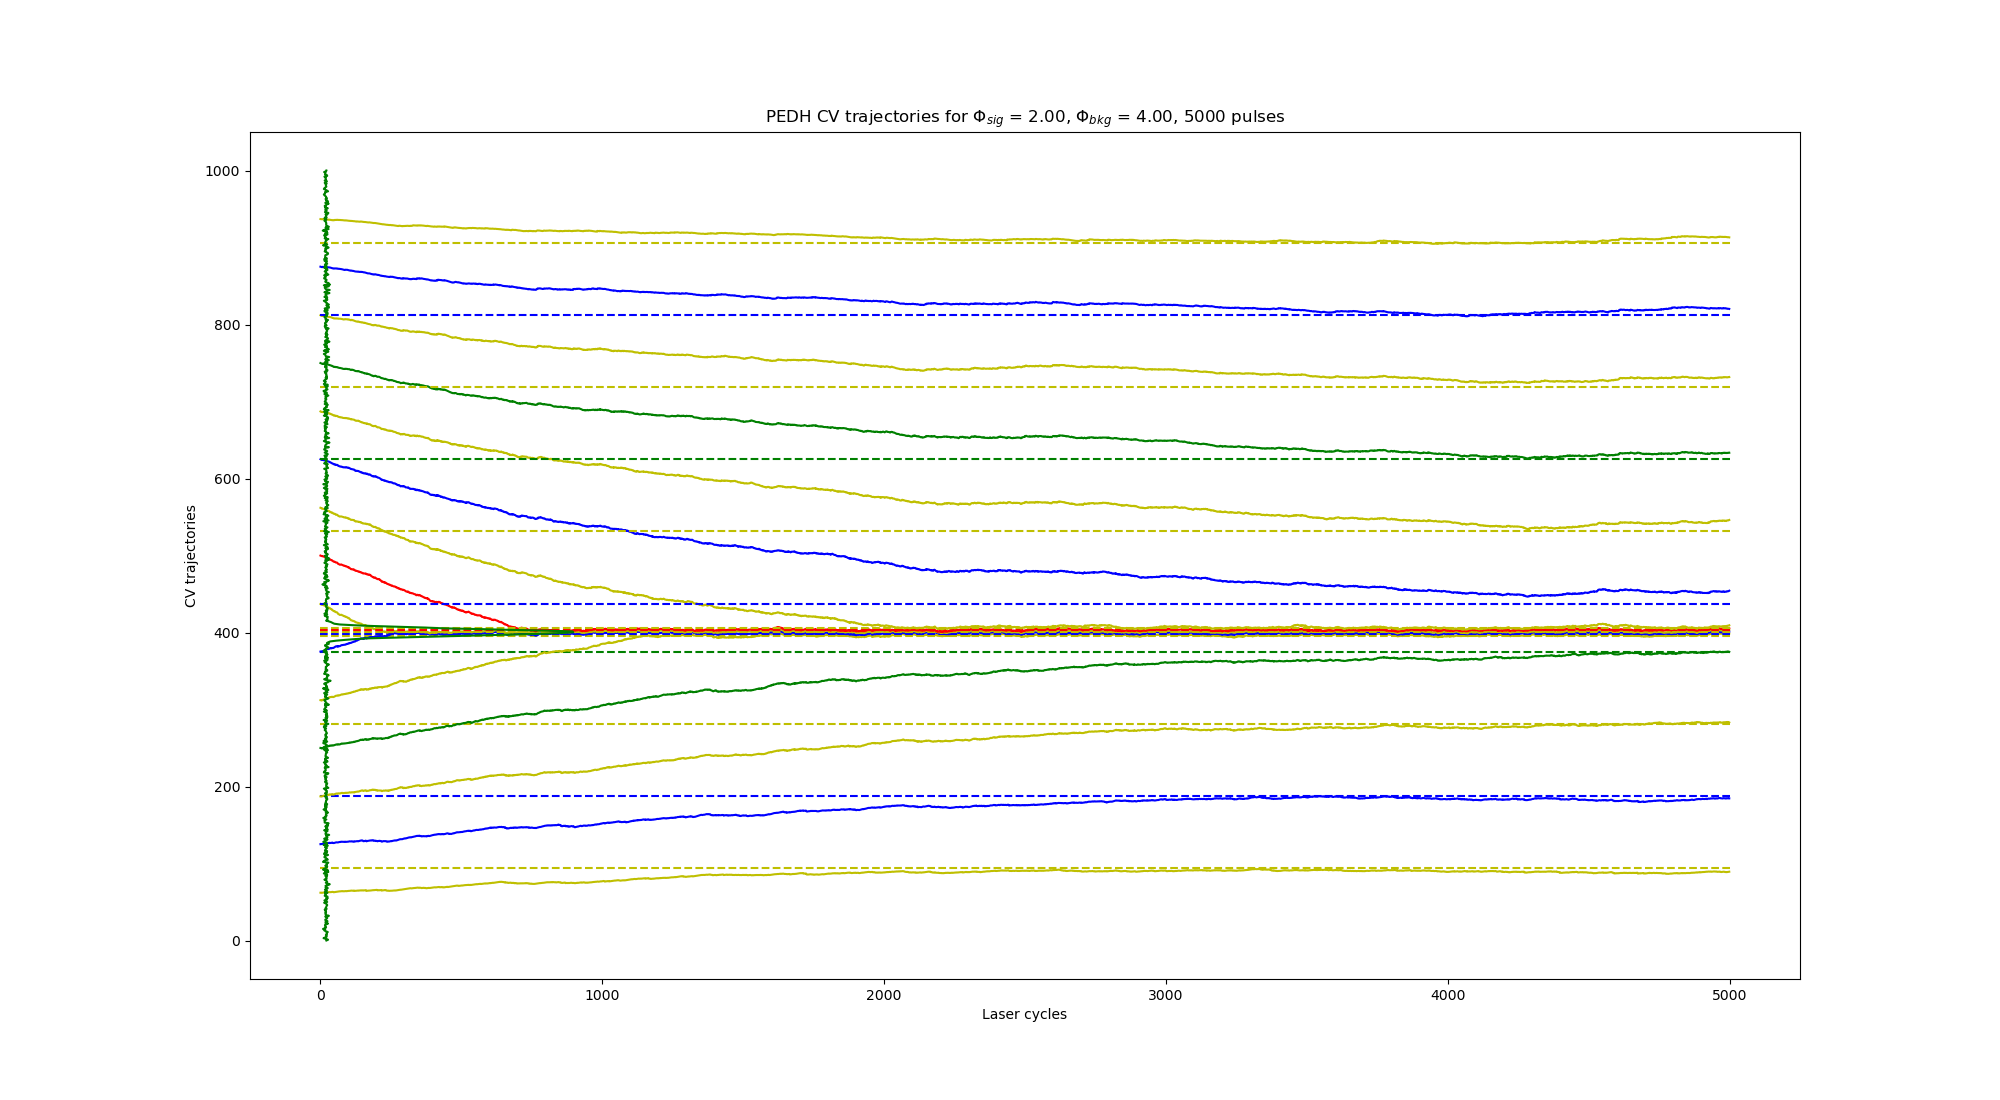 PEDH CV trajectories for Φsig = 2.00, Φbkg = 4.00, 5000 pulses
1000
800
600
400
200
0
CV trajectories
0 1000 2000 3000 4000 5000
Laser cycles